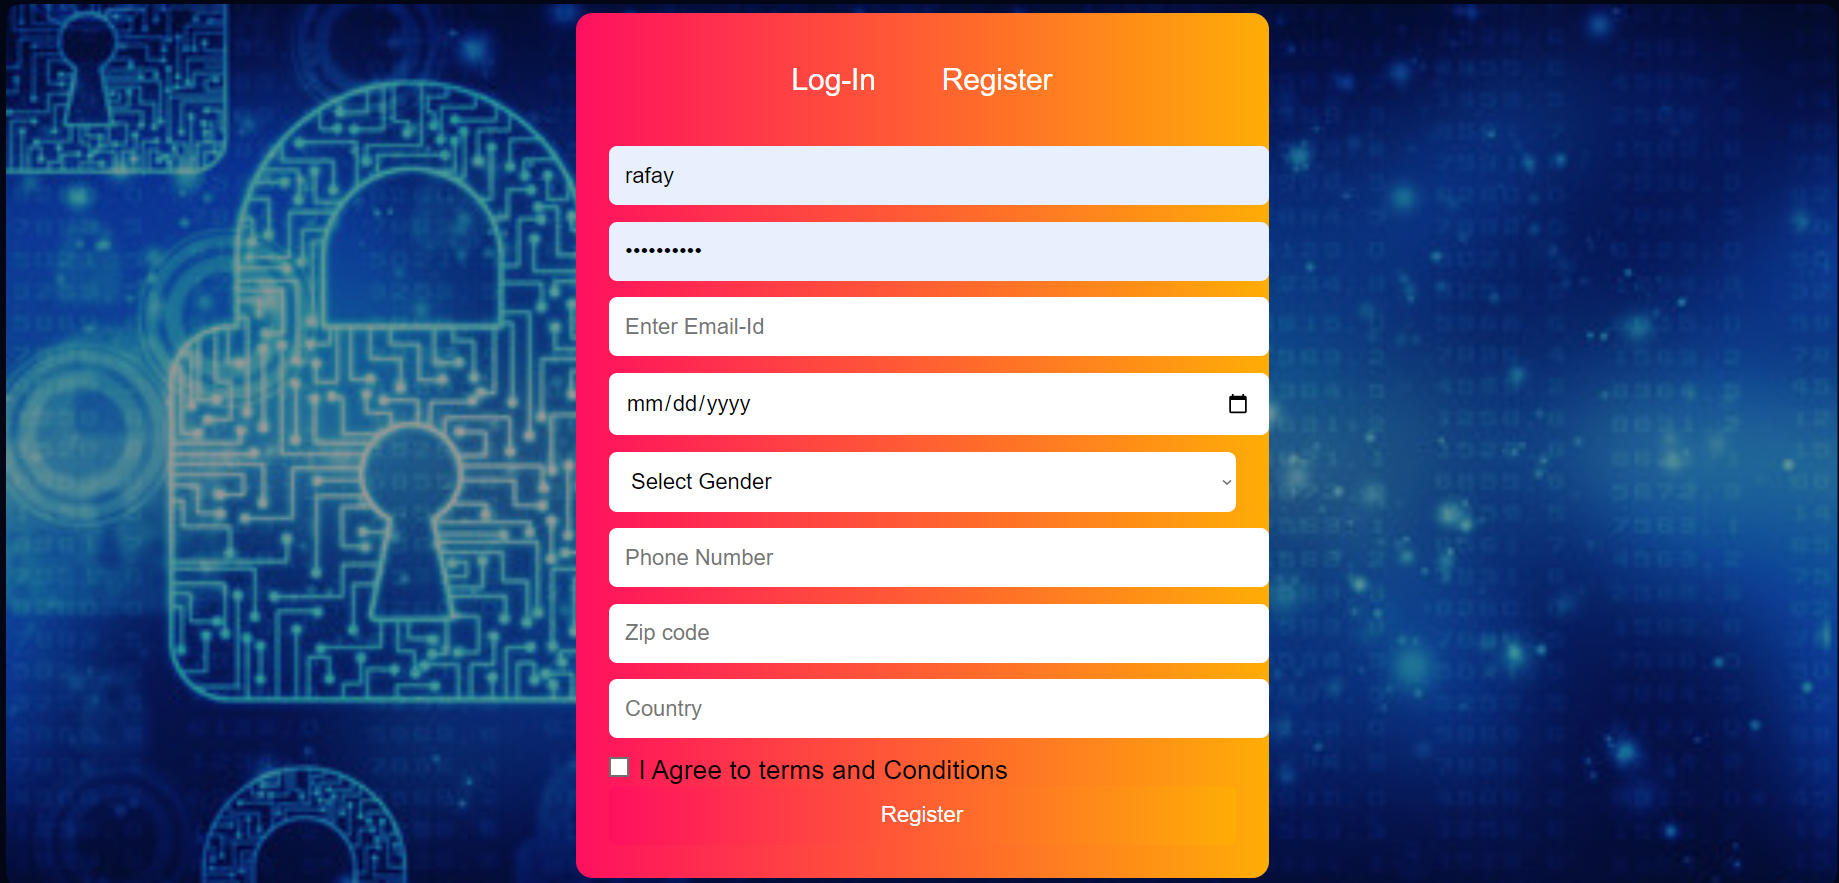 Log-In Register
rafay
••••••••••
Enter Email-Id
mm/dd/yyyy
Select Gender
Phone Number
Zip code
Country
I Agree to terms and Conditions
Register